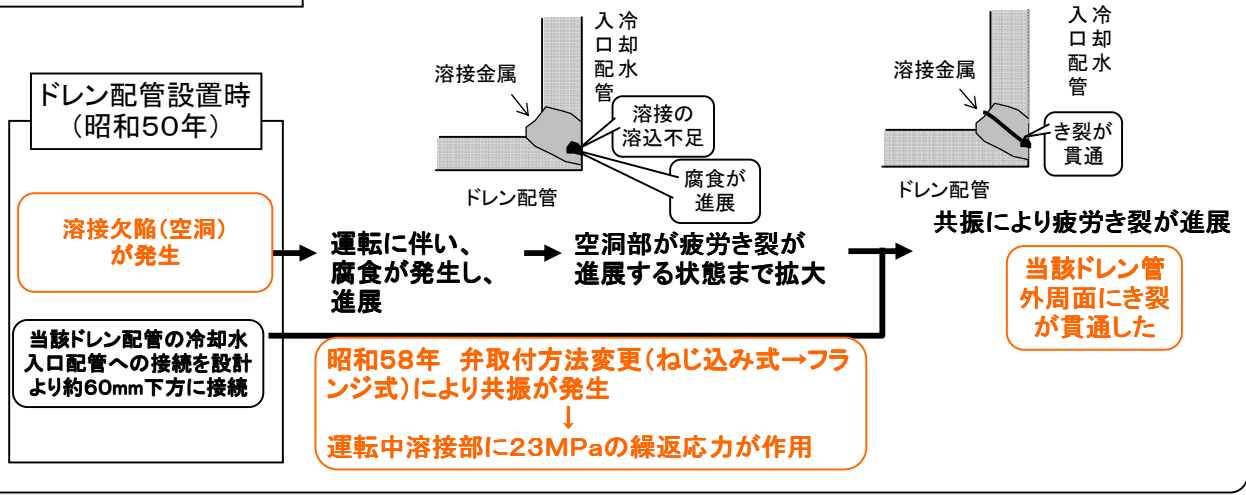 ドレン配管設置時
(昭和50年)
溶接欠陥(空洞)
が発生
当該ドレン配管の冷却水
入口配管への接続を設計
より約60mm下方に接続
運転に伴い、
腐食が発生し、
進展
溶接金属
冷却水
入口配管
溶接の
溶込不足
腐食が
進展
ドレン配管
空洞部が疲労き裂が
進展する状態まで拡大
昭和58年 弁取付方法変更(ねじ込み式→フラ
ンジ式)により共振が発生
↓
運転中溶接部に23MPaの繰返応力が作用
溶接金属
冷却水
入口配管
き裂が
貫通
ドレン配管
共振により疲労き裂が進展
当該ドレン管
外周面にき裂
が貫通した